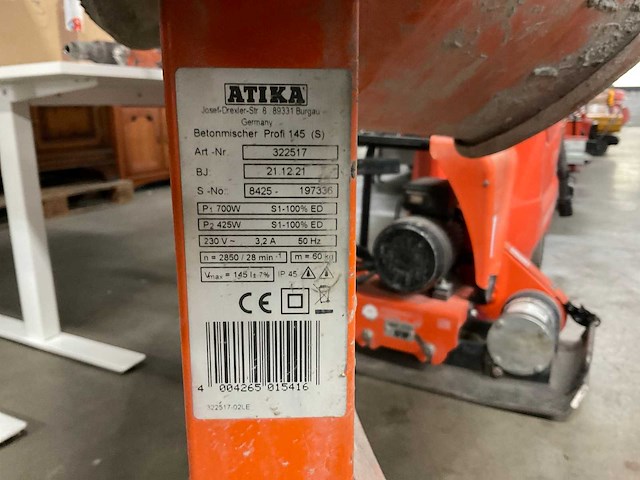 ATIKA
Josef-Drexler-Str. 8 89331 Burgau
Germany
Betonmischer Profi 145 (S)
Art.-Nr. 322517
BJ: 21.12.21
S.-No.: 8425 - 197336
P1 700W S1-100% ED
P2 425W S1-100% ED
230 V ~ 3,2 A 50 Hz
n = 2850 / 28 min⁻¹ m = 60 kg
Vmax = 145 l ± 7% IP 45
CE
4 004265 015416
322517-02LE